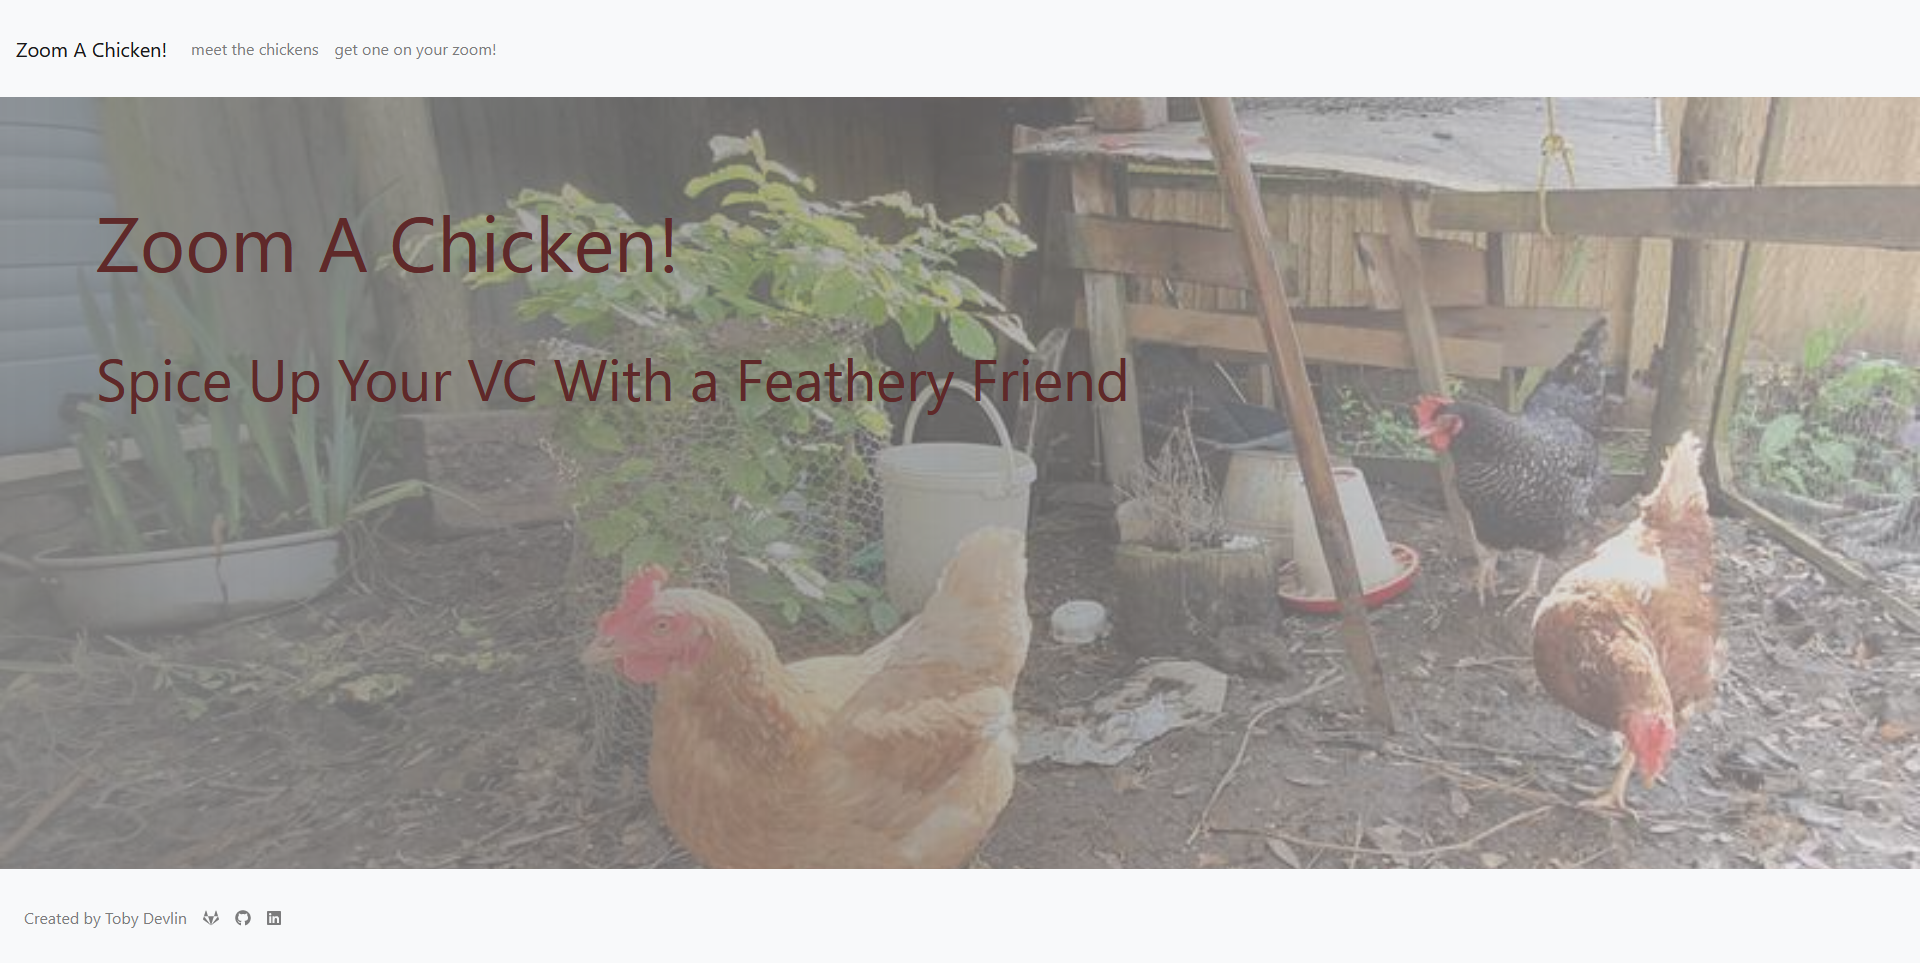 Zoom A Chicken! meet the chickens get one on your zoom!
Zoom A Chicken!
Spice Up Your VC With a Feathery Friend
Created by Toby Devlin